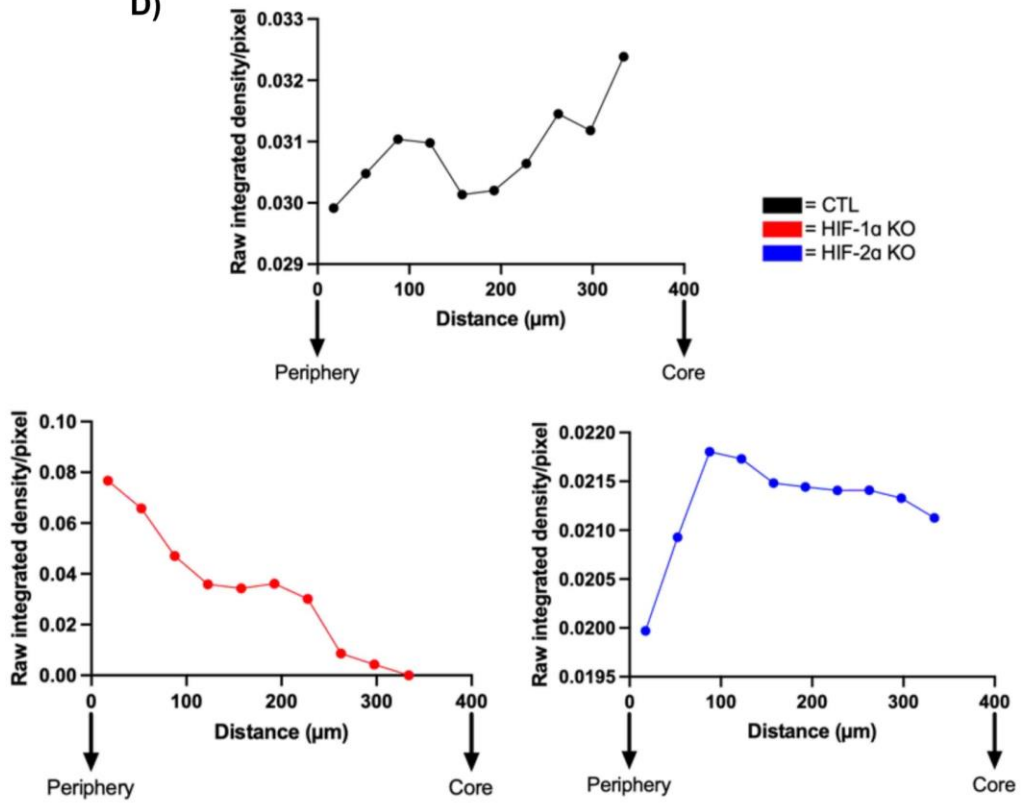 D)
Raw integrated density/pixel
0.033
0.032
0.031
0.030
0.029
0 100 200 300 400
Distance (µm)
Periphery Core
= CTL
= HIF-1α KO
= HIF-2α KO
Raw integrated density/pixel
0.10
0.08
0.06
0.04
0.02
0.00
0 100 200 300 400
Distance (µm)
Periphery Core
Raw integrated density/pixel
0.0220
0.0215
0.0210
0.0205
0.0200
0.0195
0 100 200 300 400
Distance (µm)
Periphery Core